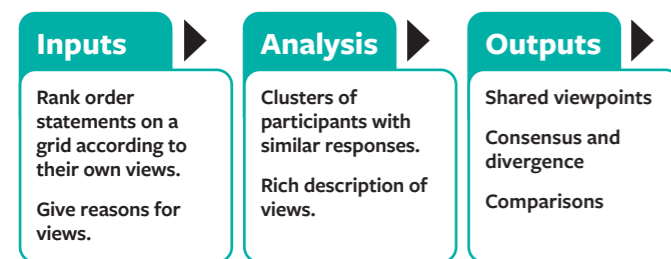 Inputs
Rank order
statements on a
grid according to
their own views.
Give reasons for
views.
Analysis
Clusters of
participants with
similar responses.
Rich description of
views.
Outputs
Shared viewpoints
Consensus and
divergence
Comparisons